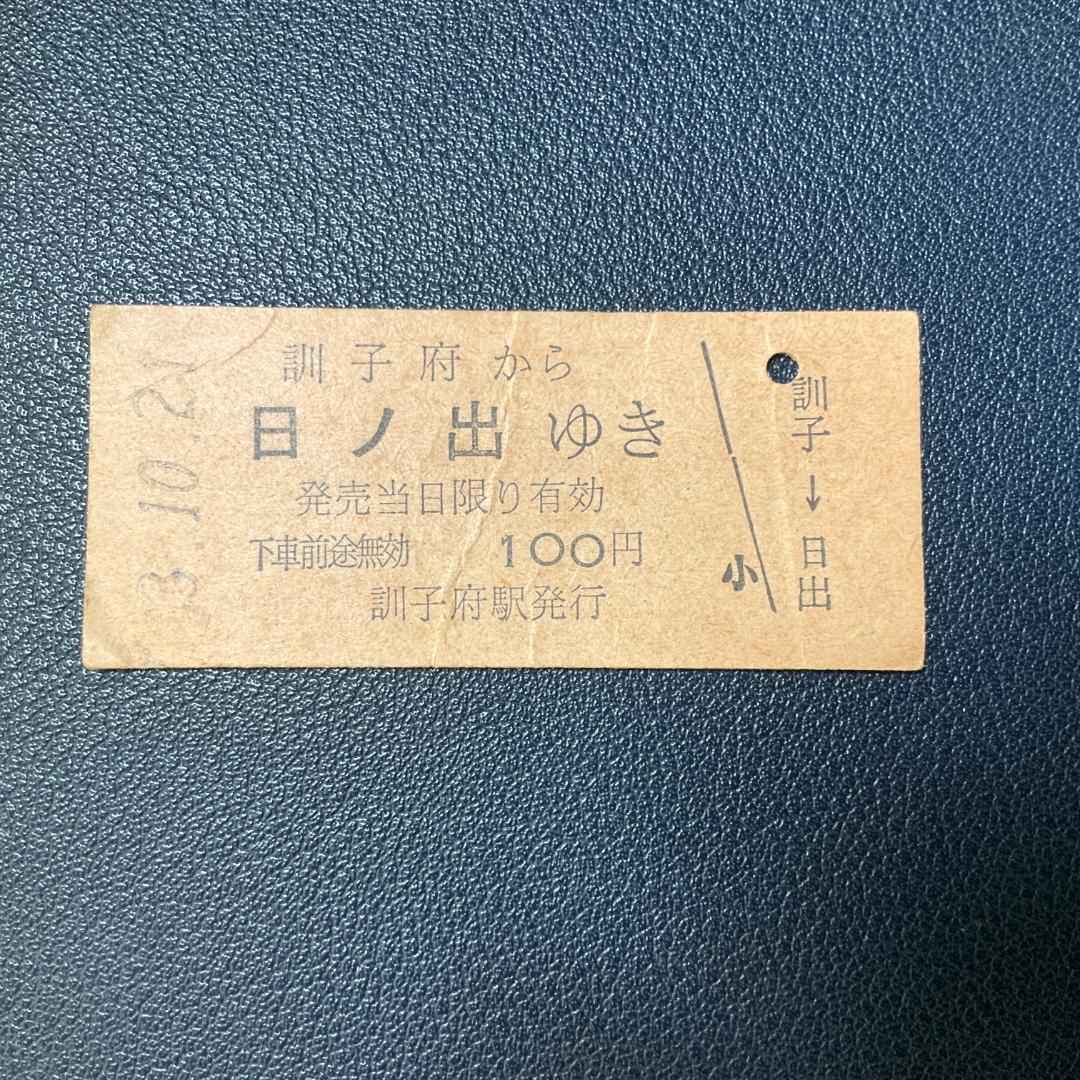 訓子府から
日ノ出ゆき
発売当日限り有効
下車前途無効 100円
訓子府駅発行
小
訓子→日出
3.10.21